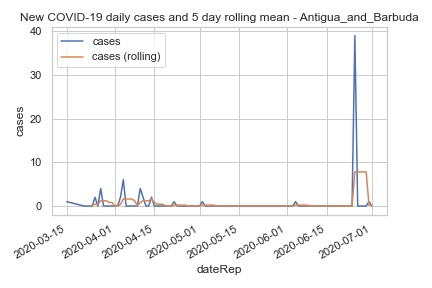 New COVID-19 daily cases and 5 day rolling mean - Antigua_and_Barbuda
cases
cases (rolling)
40
30
20
10
0
cases
2020-03-15
2020-04-01
2020-04-15
2020-05-01
2020-05-15
2020-06-01
2020-06-15
2020-07-01
dateRep